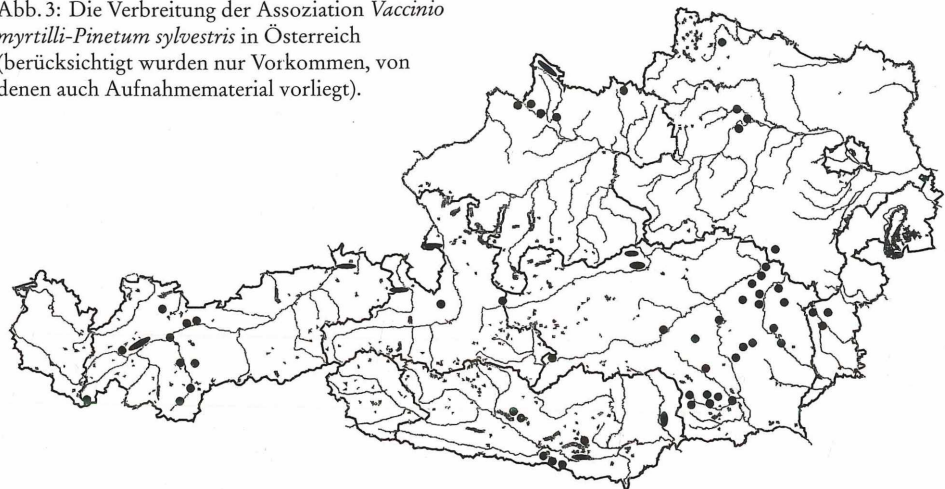 Abb. 3: Die Verbreitung der Assoziation Vaccinio
myrtilli-Pinetum sylvestris in Österreich
(berücksichtigt wurden nur Vorkommen, von
denen auch Aufnahmematerial vorliegt).